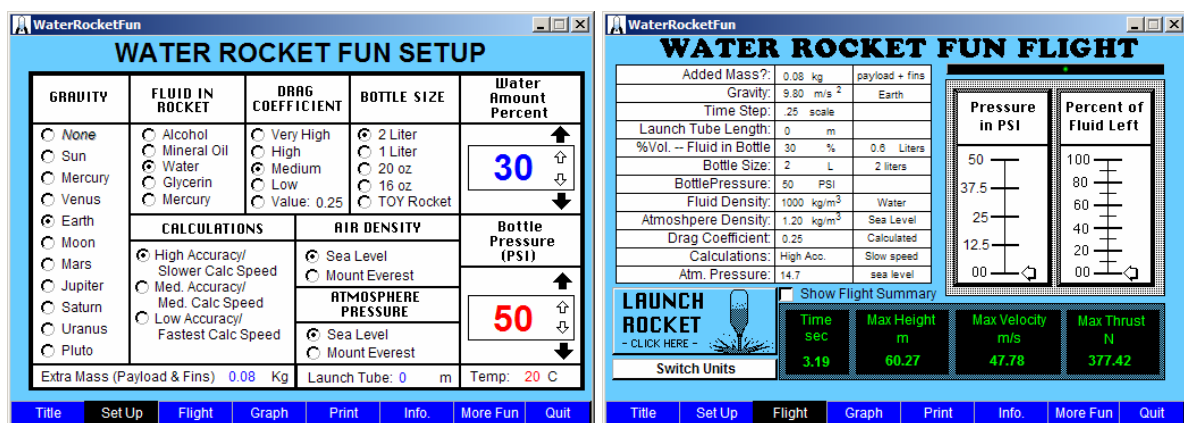 WaterRocketFun
WATER ROCKET FUN SETUP
GRAVITY
None
Sun
Mercury
Venus
Earth
Moon
Mars
Jupiter
Saturn
Uranus
Pluto
FLUID IN
ROCKET
Alcohol
Mineral Oil
Water
Glycerin
Mercury
DRAG
COEFFICIENT
Very High
High
Medium
Low
Value: 0.25
BOTTLE SIZE
2 Liter
1 Liter
20 oz
16 oz
TOY Rocket
Water
Amount
Percent
30
CALCULATIONS
High Accuracy/
Slower Calc Speed
Med. Accuracy/
Med. Calc Speed
Low Accuracy/
Fastest Calc Speed
AIR DENSITY
Sea Level
Mount Everest
ATMOSPHERE
PRESSURE
Sea Level
Mount Everest
Bottle
Pressure
(PSI)
50
Extra Mass (Payload & Fins) 0.08 Kg
Launch Tube: 0 m
Temp: 20 C
Title Set Up Flight Graph Print Info. More Fun Quit
WaterRocketFun
WATER ROCKET FUN FLIGHT
Added Mass?: 0.08 kg payload + fins
Gravity: 9.80 m/s 2 Earth
Time Step: .25 scale
Launch Tube Length: 0 m
%Vol. -- Fluid in Bottle 30 % 0.6 Liters
Bottle Size: 2 L 2 liters
BottlePressure: 50 PSI
Fluid Density: 1000 kg/m3 Water
Atmoshpere Density: 1.20 kg/m3 Sea Level
Drag Coefficient: 0.25 Calculated
Calculations: High Acc. Slow speed
Atm. Pressure: 14.7 sea level
Pressure
in PSI
50
37.5
25
12.5
00
Percent of
Fluid Left
100
80
60
40
20
00
LAUNCH
ROCKET
- CLICK HERE -
Switch Units
Show Flight Summary
Time
sec
3.19
Max Height
m
60.27
Max Velocity
m/s
47.78
Max Thrust
N
377.42
Title Set Up Flight Graph Print Info. More Fun Quit